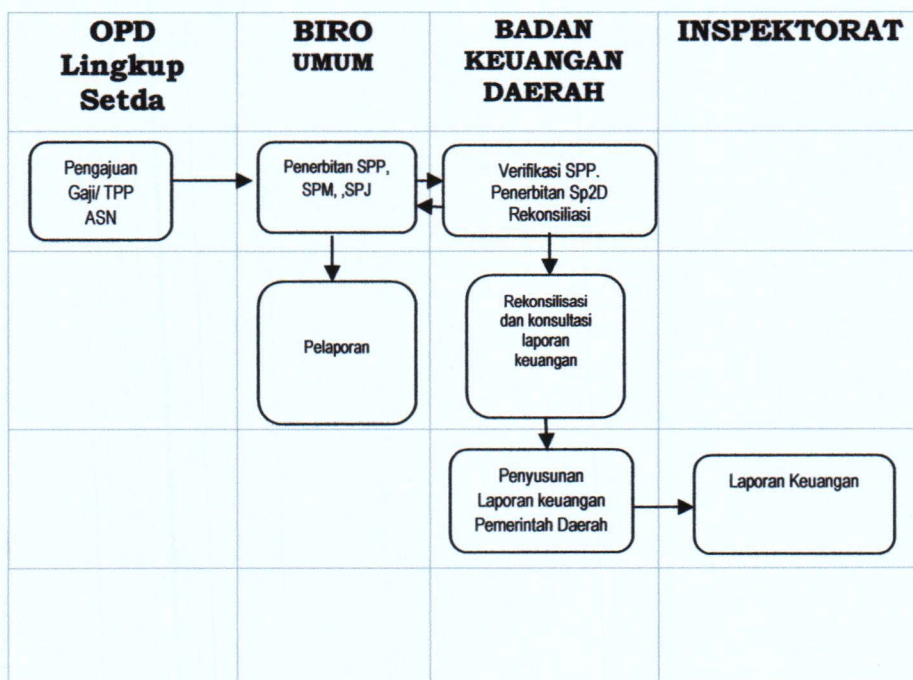 OPD
Lingkup
Setda
BIRO
UMUM
BADAN
KEUANGAN
DAERAH
INSPEKTORAT
Pengajuan
Gaji/ TPP
ASN
Penerbitan SPP,
SPM, ,SPJ
Verifikasi SPP.
Penerbitan Sp2D
Rekonsiliasi
Pelaporan
Rekonsilisasi
dan konsultasi
laporan
keuangan
Penyusunan
Laporan keuangan
Pemerintah Daerah
Laporan Keuangan